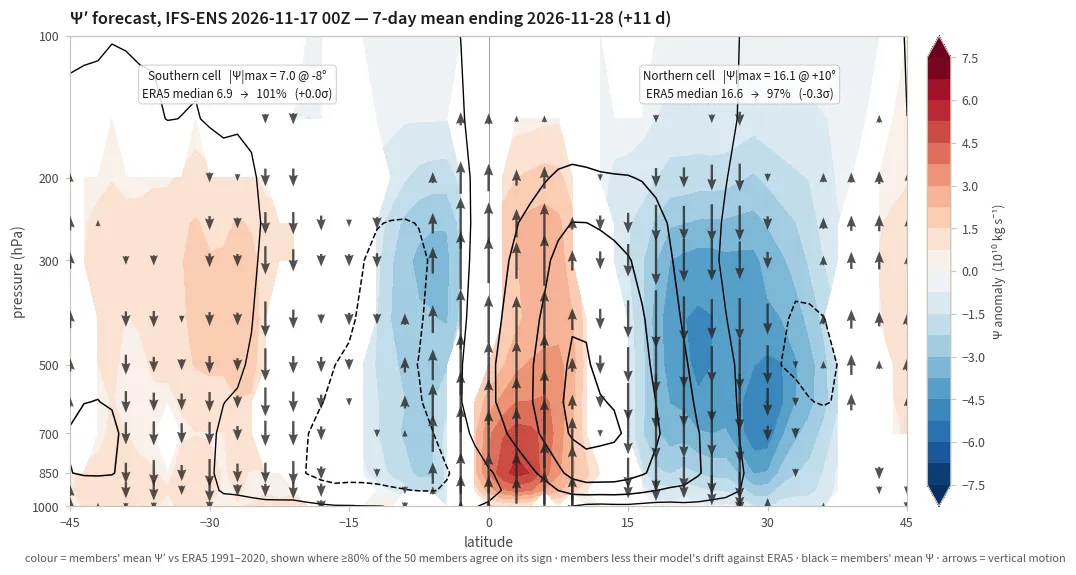 Ψ′ forecast, IFS-ENS 2026-11-17 00Z — 7-day mean ending 2026-11-28 (+11 d)
100
200
300
400
500
700
850
1000
pressure (hPa)
Southern cell |Ψ|max = 7.0 @ -8°
ERA5 median 6.9 → 101% (+0.0σ)
Northern cell |Ψ|max = 16.1 @ +10°
ERA5 median 16.6 → 97% (-0.3σ)
−45
−30
−15
0
15
30
45
latitude
7.5
6.0
4.5
3.0
1.5
0.0
−1.5
−3.0
−4.5
−6.0
−7.5
Ψ anomaly (10¹⁰ kg s⁻¹)
colour = members' mean Ψ′ vs ERA5 1991–2020, shown where ≥80% of the 50 members agree on its sign · members less their model's drift against ERA5 · black = members' mean Ψ · arrows = vertical motion